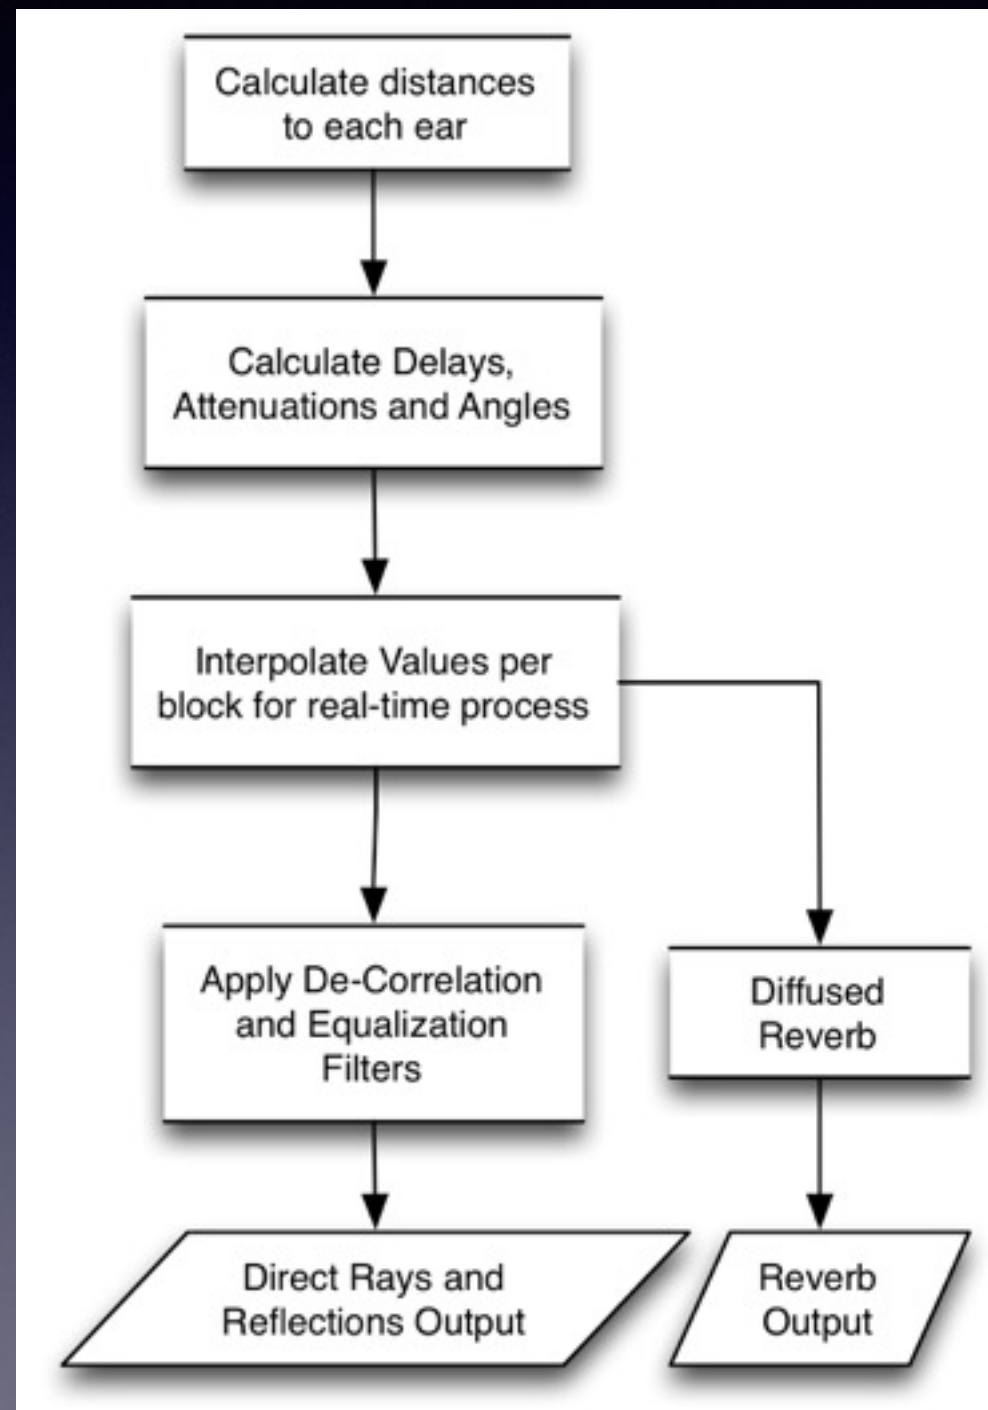 Calculate distances
to each ear
Calculate Delays,
Attenuations and Angles
Interpolate Values per
block for real-time process
Apply De-Correlation
and Equalization
Filters
Diffused
Reverb
Direct Rays and
Reflections Output
Reverb
Output